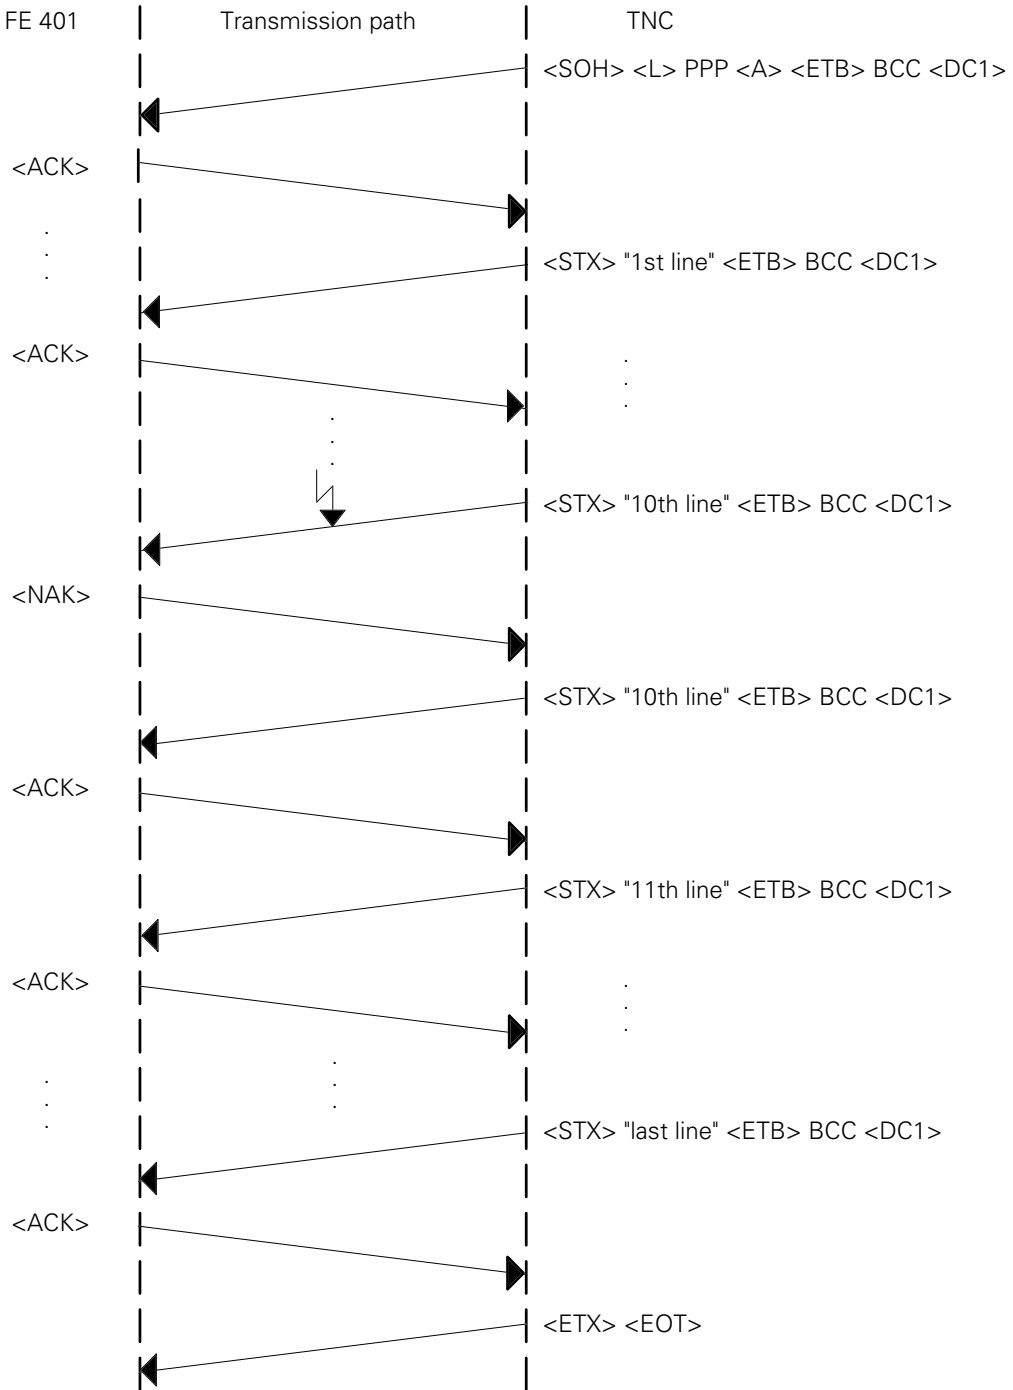 FE 401 Transmission path TNC
<SOH> <L> PPP <A> <ETB> BCC <DC1>
<ACK>
<STX> "1st line" <ETB> BCC <DC1>
<ACK>
<STX> "10th line" <ETB> BCC <DC1>
<NAK>
<STX> "10th line" <ETB> BCC <DC1>
<ACK>
<STX> "11th line" <ETB> BCC <DC1>
<ACK>
<STX> "last line" <ETB> BCC <DC1>
<ACK>
<ETX> <EOT>